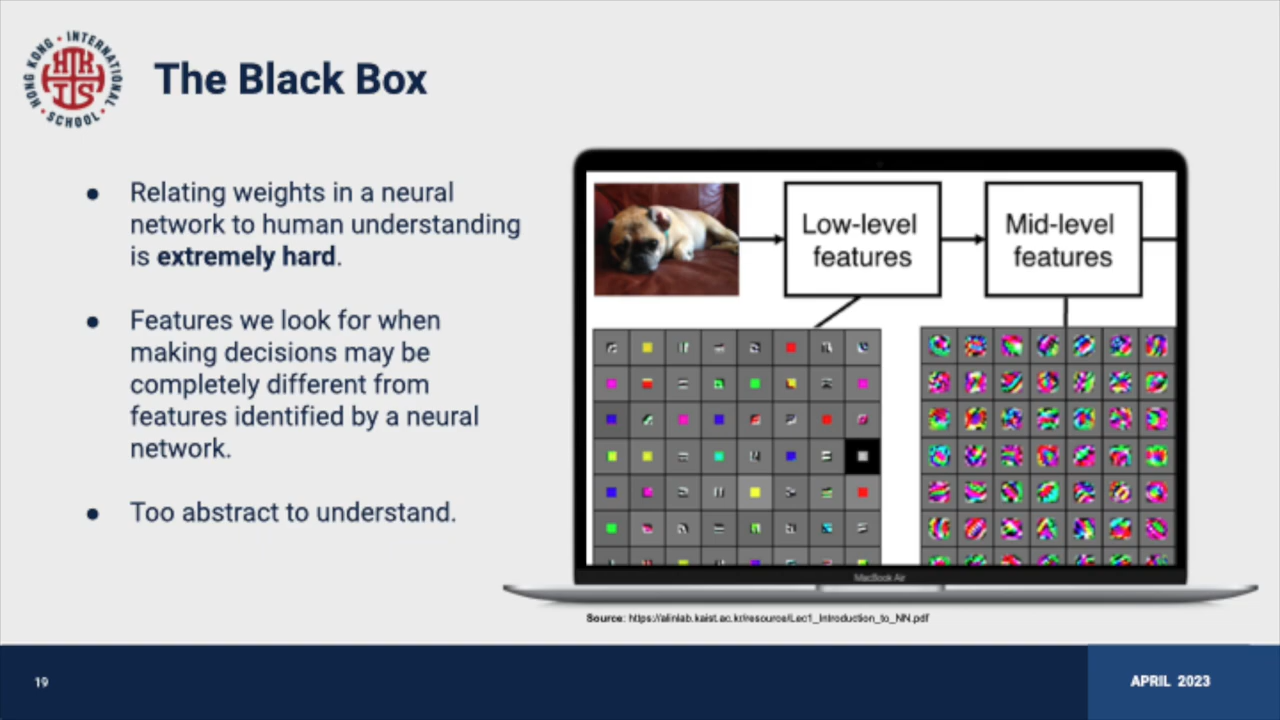 HONG KONG • INTERNATIONAL • SCHOOL •
HK
IS
The Black Box
● Relating weights in a neural
network to human understanding
is extremely hard.
● Features we look for when
making decisions may be
completely different from
features identified by a neural
network.
● Too abstract to understand.
Low-level
features
Mid-level
features
MacBook Air
Source: https://alinlab.kaist.ac.kr/resource/Lec1_Introduction_to_NN.pdf
19
APRIL 2023